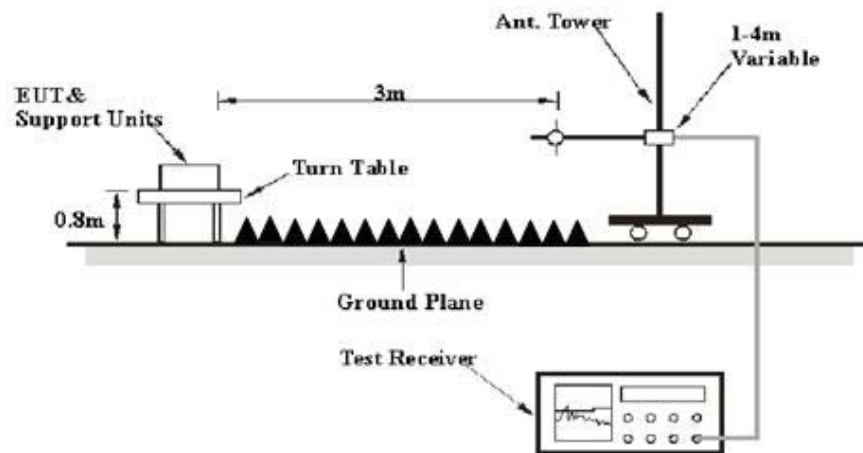 Ant. Tower
1-4m
Variable
EUT &
Support Units
3m
Turn Table
0.8m
Ground Plane
Test Receiver